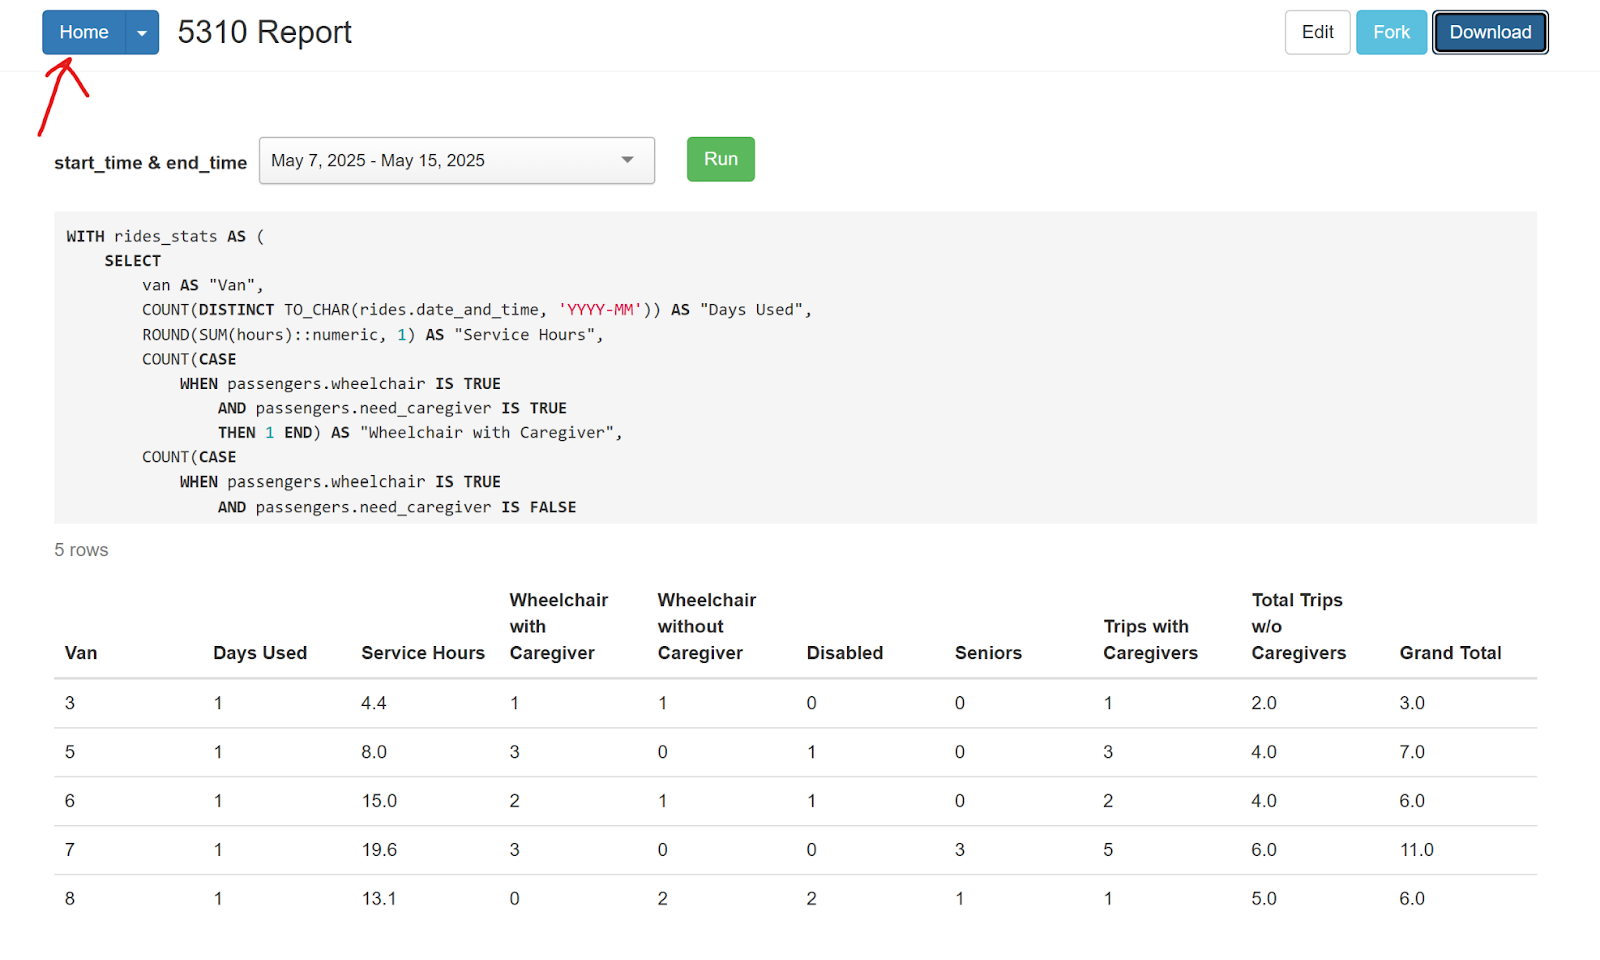 Home 5310 Report Edit Fork Download
start_time & end_time May 7, 2025 - May 15, 2025 Run
WITH rides_stats AS (
SELECT
van AS "Van",
COUNT(DISTINCT TO_CHAR(rides.date_and_time, 'YYYY-MM')) AS "Days Used",
ROUND(SUM(hours)::numeric, 1) AS "Service Hours",
COUNT(CASE
WHEN passengers.wheelchair IS TRUE
AND passengers.need_caregiver IS TRUE
THEN 1 END) AS "Wheelchair with Caregiver",
COUNT(CASE
WHEN passengers.wheelchair IS TRUE
AND passengers.need_caregiver IS FALSE
5 rows
Van Days Used Service Hours Wheelchair with Caregiver Wheelchair without Caregiver Disabled Seniors Trips with Caregivers Total Trips w/o Caregivers Grand Total
3 1 4.4 1 1 0 0 1 2.0 3.0
5 1 8.0 3 0 1 0 3 4.0 7.0
6 1 15.0 2 1 1 0 2 4.0 6.0
7 1 19.6 3 0 0 3 5 6.0 11.0
8 1 13.1 0 2 2 1 1 5.0 6.0